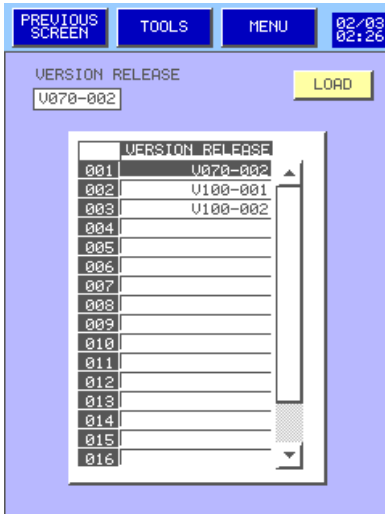 PREVIOUS SCREEN TOOLS MENU 02/03 02:26
VERSION RELEASE
LOAD
V070-002
VERSION RELEASE
001 V070-002
002 V100-001
003 V100-002
004
005
006
007
008
009
010
011
012
013
014
015
016